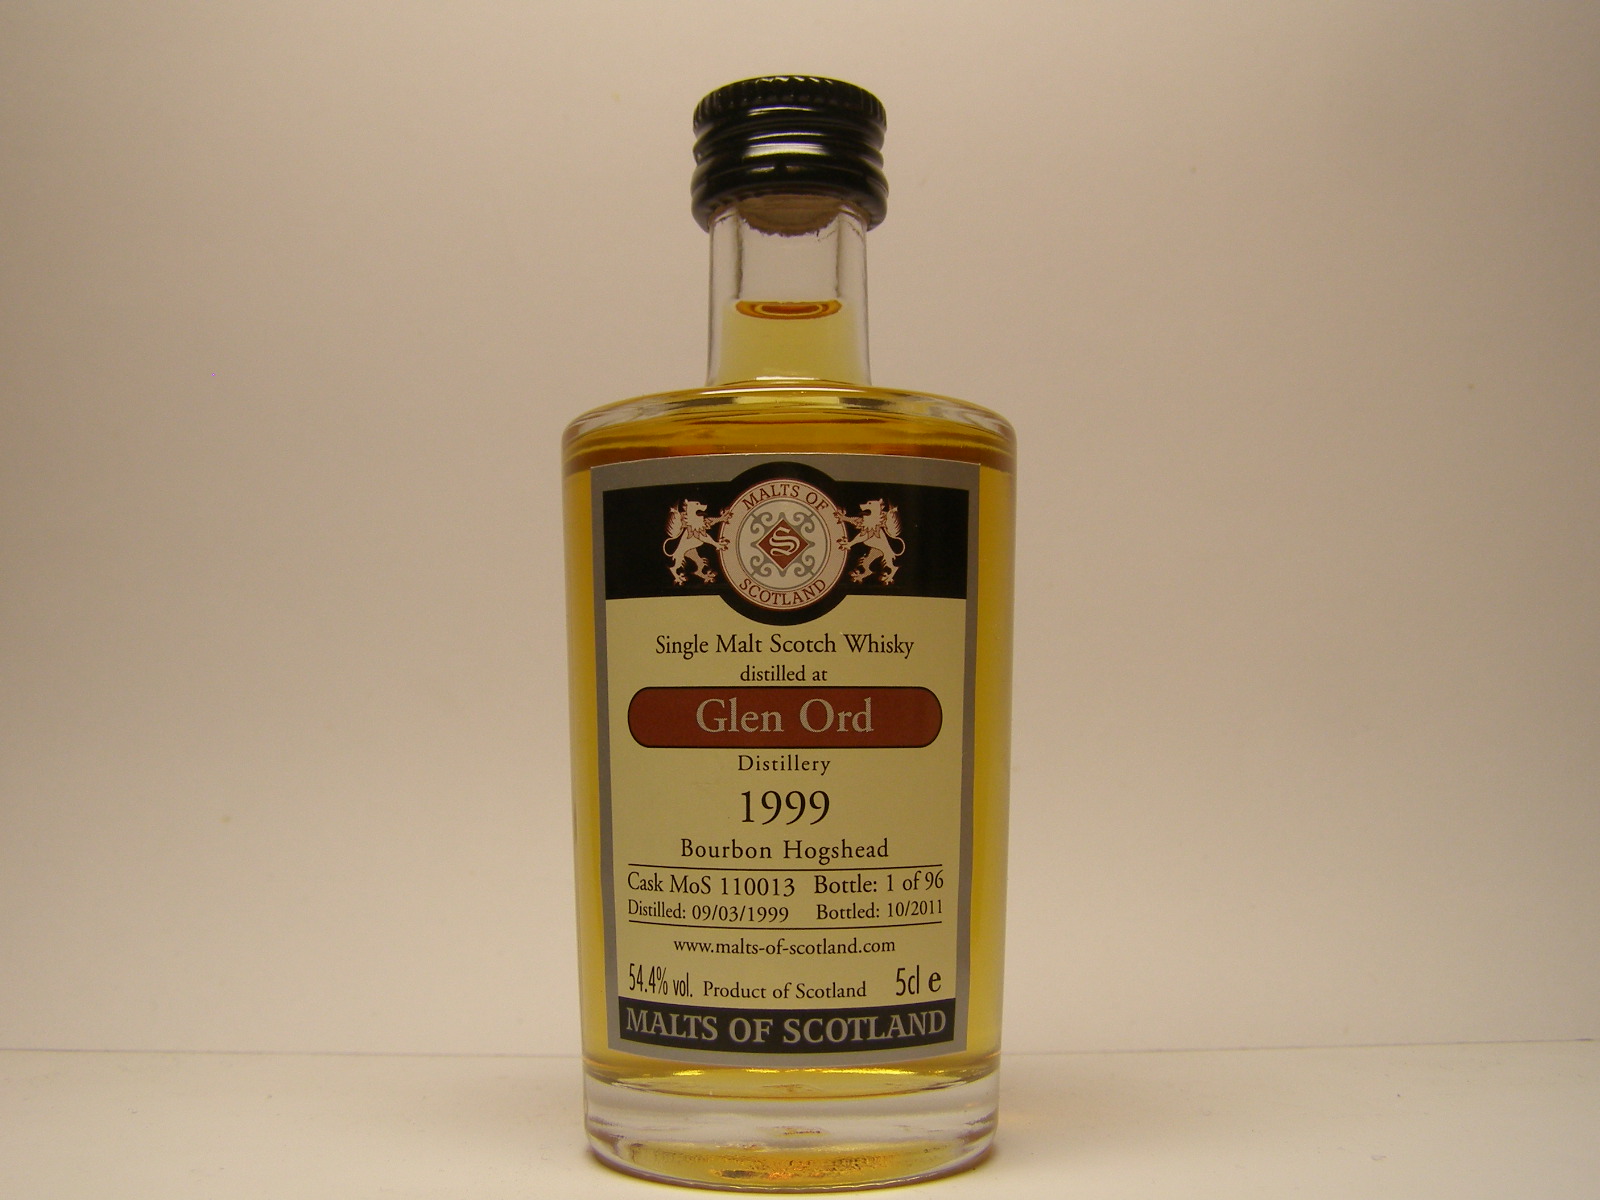 MALTS OF
S
SCOTLAND
Single Malt Scotch Whisky
distilled at
Glen Ord
Distillery
1999
Bourbon Hogshead
Cask MoS 110013 Bottle: 1 of 96
Distilled: 09/03/1999 Bottled: 10/2011
www.malts-of-scotland.com
54.4% vol. Product of Scotland 5cl e
MALTS OF SCOTLAND